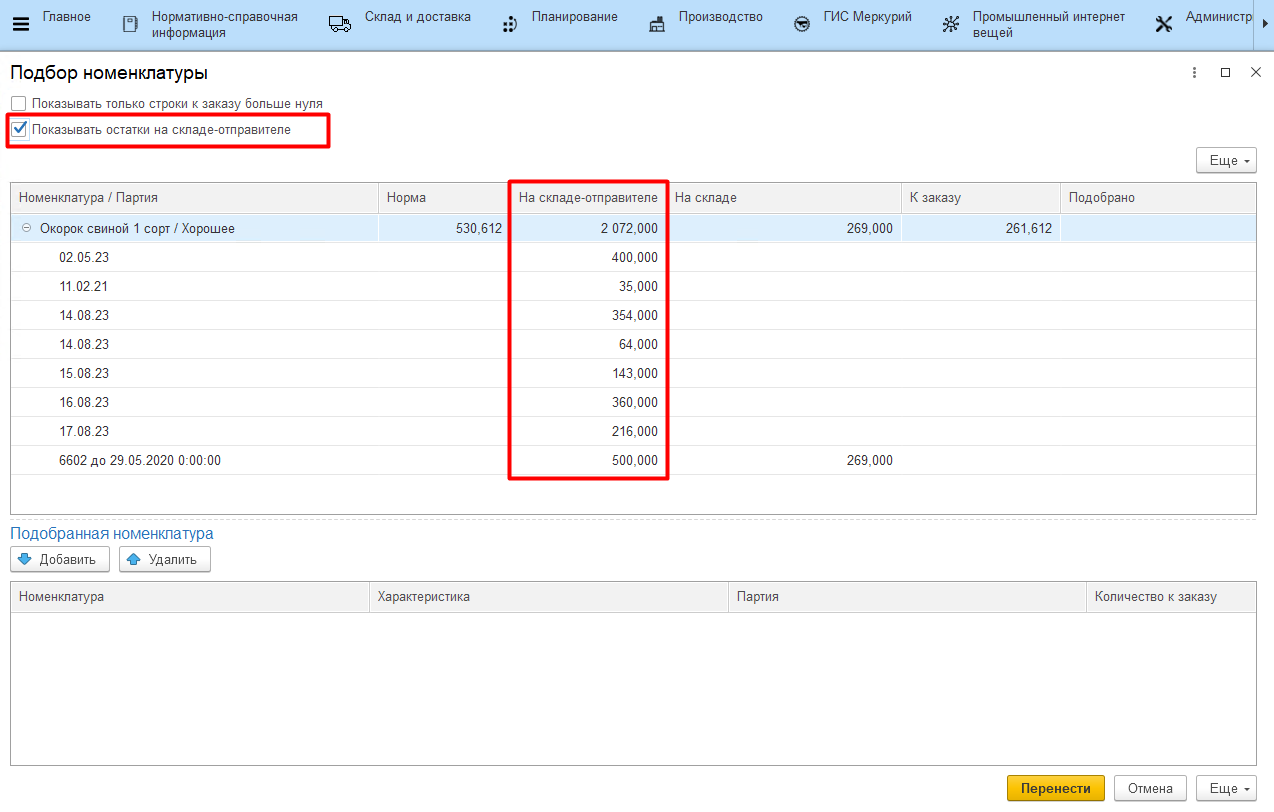 Главное
Нормативно-справочная
информация
Склад и доставка
Планирование
Производство
ГИС Меркурий
Промышленный интернет
вещей
Админист
Подбор номенклатуры
Показывать только строки к заказу больше нуля
Показывать остатки на складе-отправителе
Еще
Номенклатура / Партия Норма На складе-отправителе На складе К заказу Подобрано
Окорок свиной 1 сорт / Хорошее 530,612 2 072,000 269,000 261,612
02.05.23 400,000
11.02.21 35,000
14.08.23 354,000
14.08.23 64,000
15.08.23 143,000
16.08.23 360,000
17.08.23 216,000
6602 до 29.05.2020 0:00:00 500,000 269,000
Подобранная номенклатура
Добавить Удалить
Номенклатура Характеристика Партия Количество к заказу
Перенести Отмена Еще